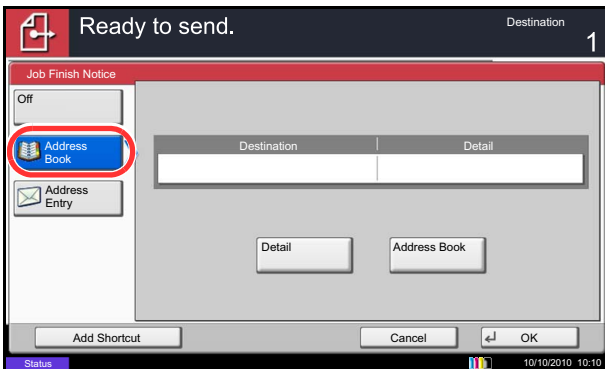 Ready to send.
Destination
1
Job Finish Notice
Off
Address
Book
Address
Entry
Destination
Detail
Detail
Address Book
Add Shortcut
Cancel
OK
Status
10/10/2010 10:10